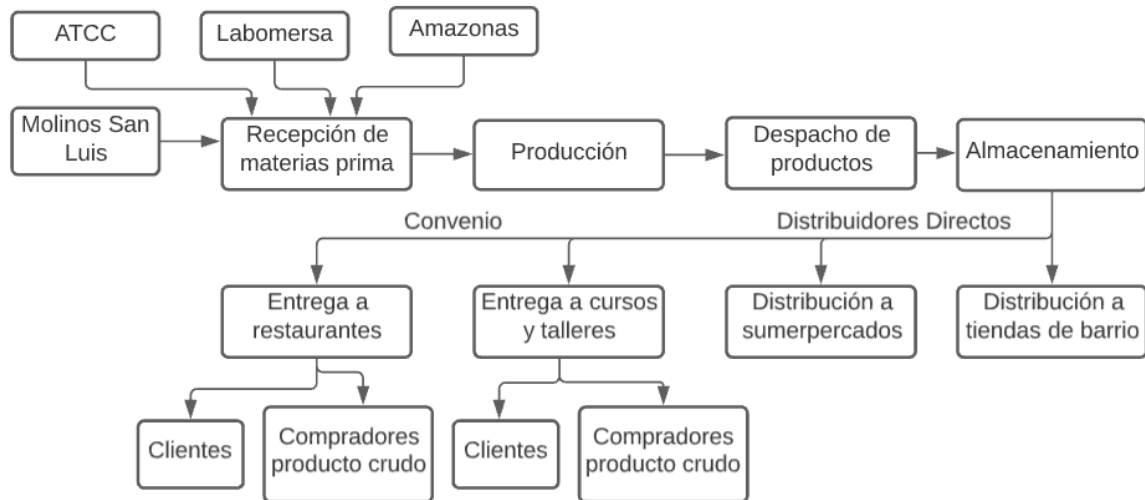 ATCC
Labomersa
Amazonas
Molinos San
Luis
Recepción de
materias prima
Producción
Despacho de
productos
Almacenamiento
Convenio
Distribuidores Directos
Entrega a
restaurantes
Entrega a cursos
y talleres
Distribución a
sumerpercados
Distribución a
tiendas de barrio
Clientes
Compradores
producto crudo
Clientes
Compradores
producto crudo